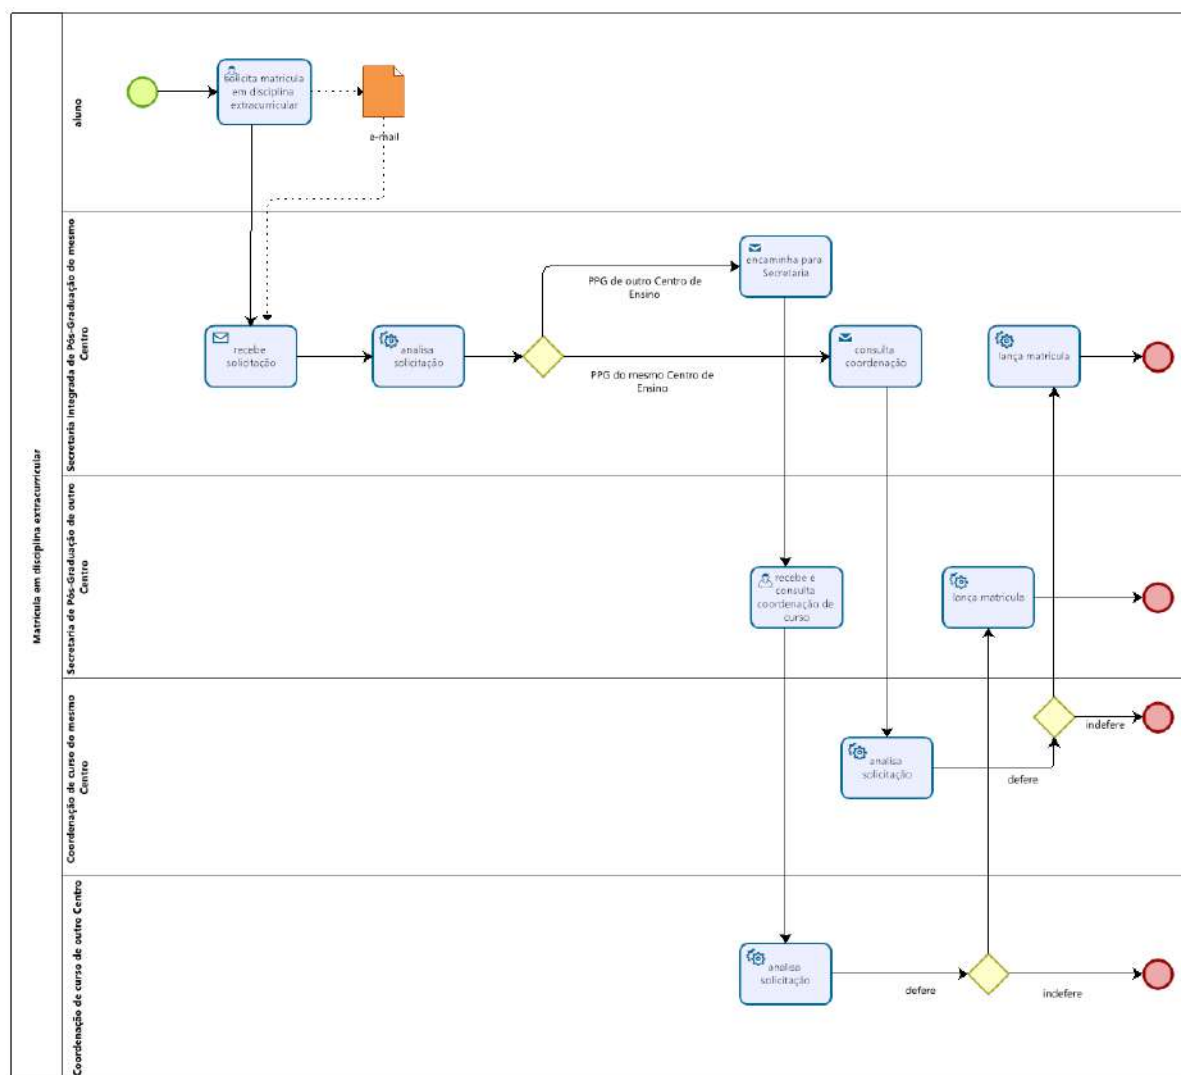 Matrícula em disciplina extracurricular
aluno
solicita matricula
em disciplina
extracurricular
e-mail
Secretaria Integrada de Pós-Graduação do mesmo
Centro
recebe
solicitação
analisa
solicitação
PPG de outro Centro de
Ensino
PPG do mesmo Centro de
Ensino
encaminha para
Secretaria
consulta
coordenação
lança matrícula
Secretaria de Pós-Graduação de outro
Centro
recebe e
consulta
coordenação de
curso
lança matricula
Coordenação de curso do mesmo
Centro
analisa
solicitação
defere
indefere
Coordenação de curso de outro Centro
analisa
solicitação
defere
indefere